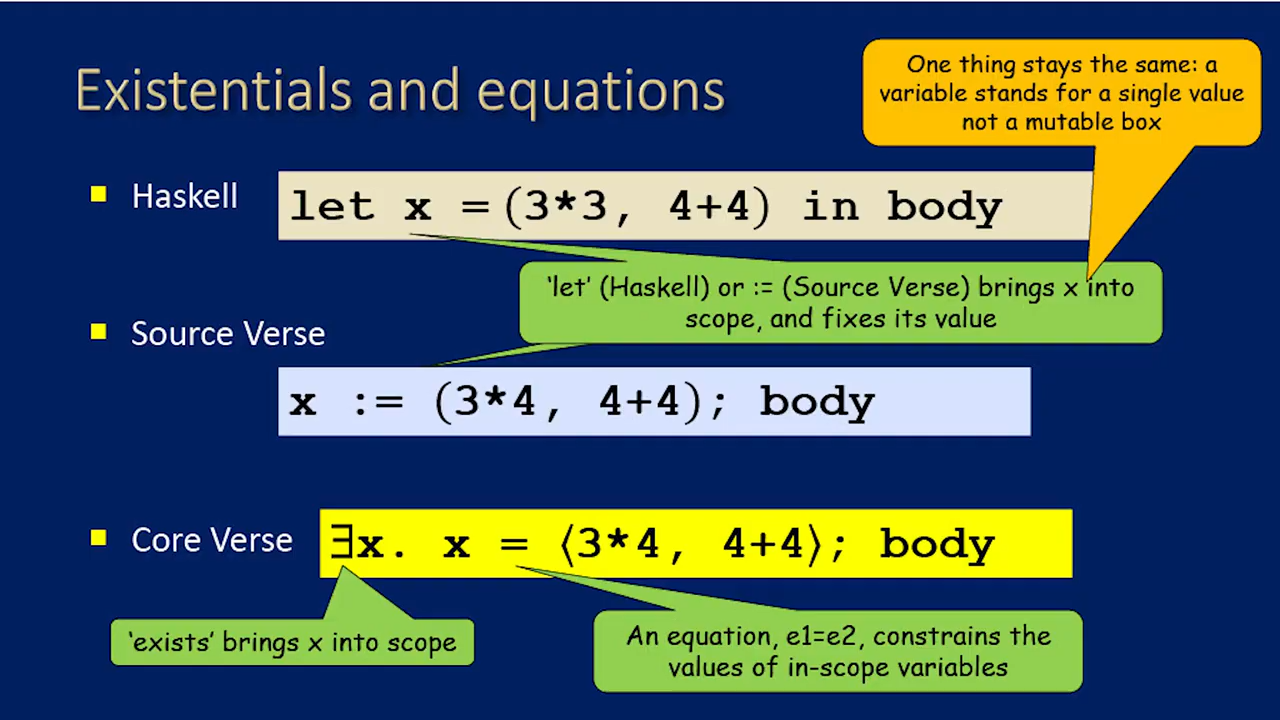 Existentials and equations
One thing stays the same: a
variable stands for a single value
not a mutable box
Haskell
let x =(3*3, 4+4) in body
‘let’ (Haskell) or := (Source Verse) brings x into
scope, and fixes its value
Source Verse
x := (3*4, 4+4); body
Core Verse
∃x. x = ⟨3*4, 4+4⟩; body
‘exists’ brings x into scope
An equation, e1=e2, constrains the
values of in-scope variables